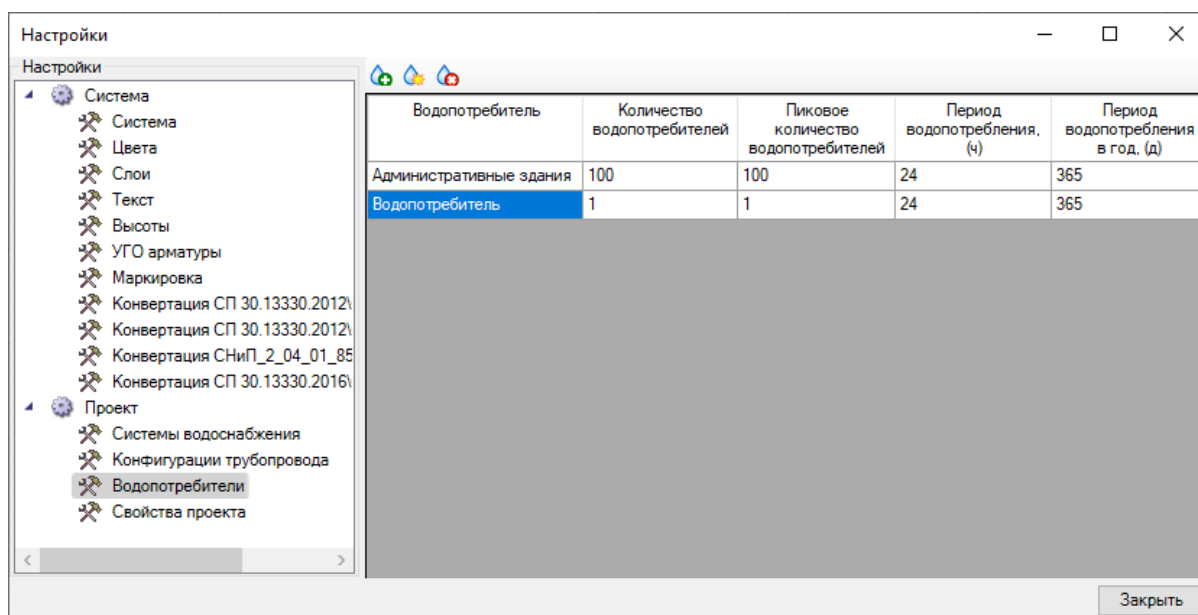 Настройки
Настройки
Система
Система
Цвета
Слои
Текст
Высоты
УГО арматуры
Маркировка
Конвертация СП 30.13330.2012\
Конвертация СП 30.13330.2012\
Конвертация СНиП_2_04_01_85
Конвертация СП 30.13330.2016\
Проект
Системы водоснабжения
Конфигурации трубопровода
Водопотребители
Свойства проекта
Водопотребитель
Количество
водопотребителей
Пиковое
количество
водопотребителей
Период
водопотребления,
(ч)
Период
водопотребления
в год, (д)
Административные здания 100 100 24 365
Водопотребитель 1 1 24 365
Закрыть